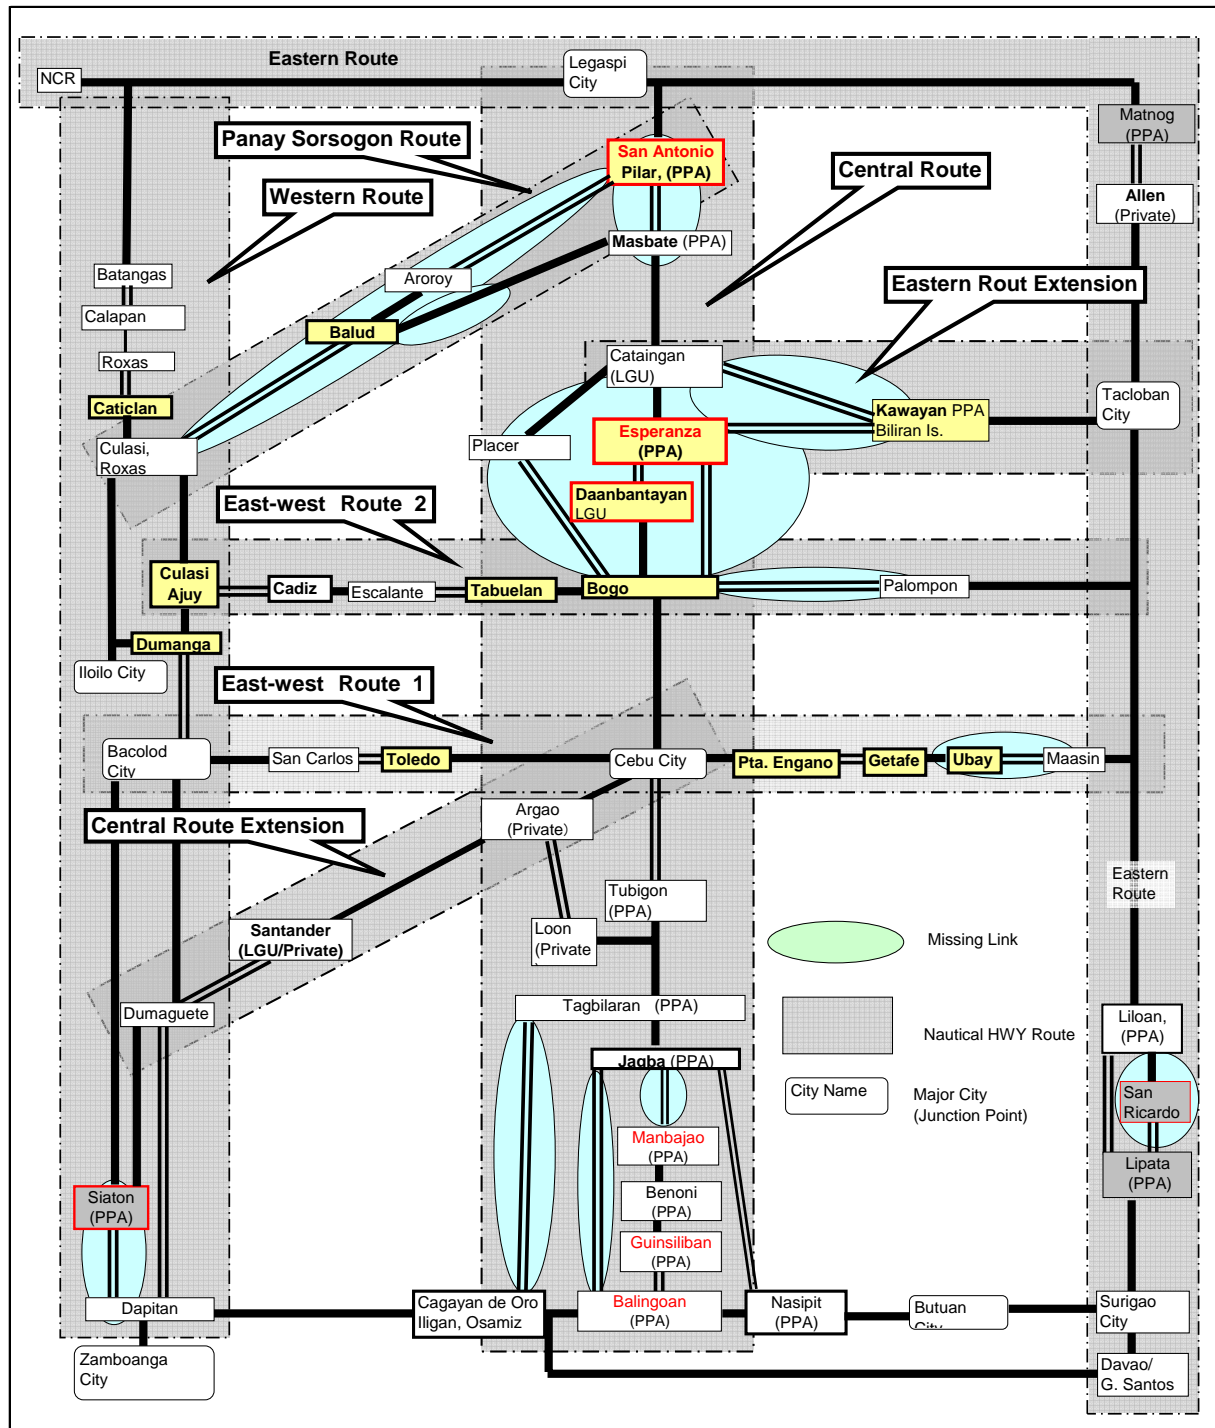 Eastern Route
Legaspi
City
NCR
Matnog
(PPA)
Panay Sorsogon Route
San Antonio
Pilar, (PPA)
Central Route
Western Route
Allen
(Private)
Masbate (PPA)
Batangas
Aroroy
Eastern Rout Extension
Calapan
Balud
Roxas
Cataingan
(LGU)
Caticlan
Tacloban
City
Kawayan PPA
Biliran Is.
Culasi,
Roxas
Placer
Esperanza
(PPA)
East-west Route 2
Daanbantayan
LGU
Culasi
Ajuy
Cadiz
Escalante
Tabuelan
Bogo
Palompon
Dumanga
Iloilo City
East-west Route 1
Bacolod
City
San Carlos
Toledo
Cebu City
Pta. Engano
Getafe
Ubay
Maasin
Central Route Extension
Argao
(Private)
Eastern
Route
Tubigon
(PPA)
Santander
(LGU/Private)
Loon
(Private
)
Missing Link
Dumaguete
Tagbilaran (PPA)
Liloan,
(PPA)
Nautical HWY Route
Jagba (PPA)
City Name
Major City
(Junction Point)
San
Ricardo
Manbajao
(PPA)
Lipata
(PPA)
Siaton
(PPA)
Benoni
(PPA)
Guinsiliban
(PPA)
Dapitan
Cagayan de Oro
Iligan, Osamiz
Balingoan
(PPA)
Nasipit
(PPA)
Butuan
City
Surigao
City
Zamboanga
City
Davao/
G. Santos